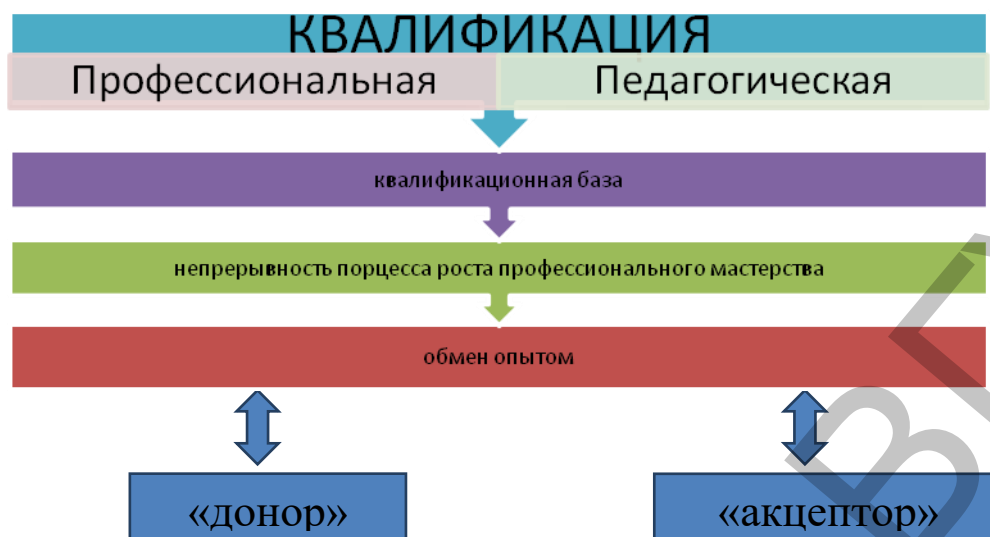 КВАЛИФИКАЦИЯ
Профессиональная Педагогическая
квалификационная база
непрерывность порцесса роста профессионального мастерства
обмен опытом
«донор» «акцептор»